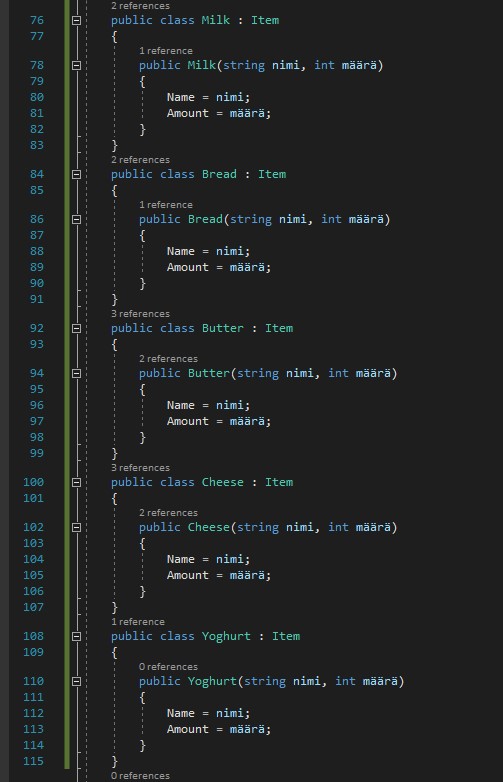 2 references
76 public class Milk : Item
77 {
1 reference
78 public Milk(string nimi, int määrä)
79 {
80 Name = nimi;
81 Amount = määrä;
82 }
83 }
2 references
84 public class Bread : Item
85 {
1 reference
86 public Bread(string nimi, int määrä)
87 {
88 Name = nimi;
89 Amount = määrä;
90 }
91 }
3 references
92 public class Butter : Item
93 {
2 references
94 public Butter(string nimi, int määrä)
95 {
96 Name = nimi;
97 Amount = määrä;
98 }
99 }
3 references
100 public class Cheese : Item
101 {
2 references
102 public Cheese(string nimi, int määrä)
103 {
104 Name = nimi;
105 Amount = määrä;
106 }
107 }
1 reference
108 public class Yoghurt : Item
109 {
0 references
110 public Yoghurt(string nimi, int määrä)
111 {
112 Name = nimi;
113 Amount = määrä;
114 }
115 }
0 references